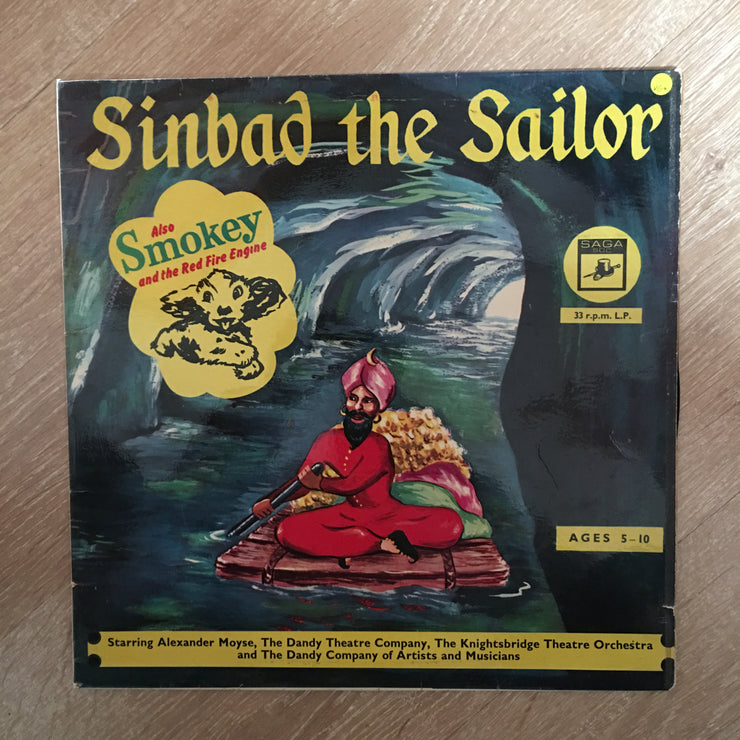 Sinbad the Sailor
Also
Smokey
and the Red Fire Engine
SAGA
33 r.p.m. L.P.
AGES 5-10
Starring Alexander Moyse, The Dandy Theatre Company, The Knightsbridge Theatre Orchestra
and The Dandy Company of Artists and Musicians